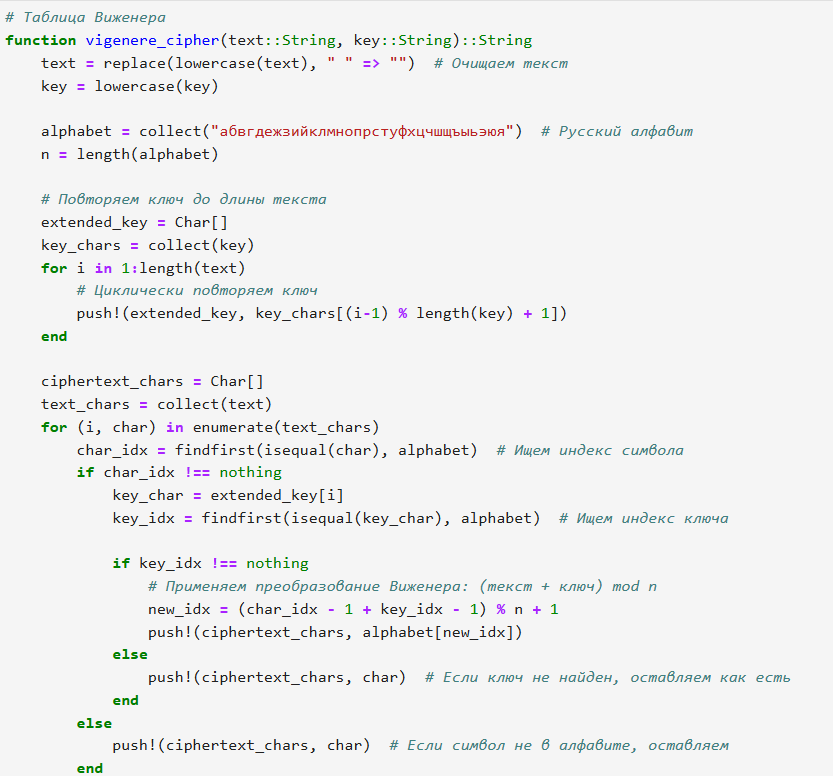 # Таблица Виженера
function vigenere_cipher(text::String, key::String)::String
    text = replace(lowercase(text), " " => "")  # Очищаем текст
    key = lowercase(key)

    alphabet = collect("абвгдежзийклмнопрстуфхцчшщъыьэюя")  # Русский алфавит
    n = length(alphabet)

    # Повторяем ключ до длины текста
    extended_key = Char[]
    key_chars = collect(key)
    for i in 1:length(text)
        # Циклически повторяем ключ
        push!(extended_key, key_chars[(i-1) % length(key) + 1])
    end

    ciphertext_chars = Char[]
    text_chars = collect(text)
    for (i, char) in enumerate(text_chars)
        char_idx = findfirst(isequal(char), alphabet)  # Ищем индекс символа
        if char_idx !== nothing
            key_char = extended_key[i]
            key_idx = findfirst(isequal(key_char), alphabet)  # Ищем индекс ключа

            if key_idx !== nothing
                # Применяем преобразование Виженера: (текст + ключ) mod n
                new_idx = (char_idx - 1 + key_idx - 1) % n + 1
                push!(ciphertext_chars, alphabet[new_idx])
            else
                push!(ciphertext_chars, char)  # Если ключ не найден, оставляем как есть
            end
        else
            push!(ciphertext_chars, char)  # Если символ не в алфавите, оставляем
        end